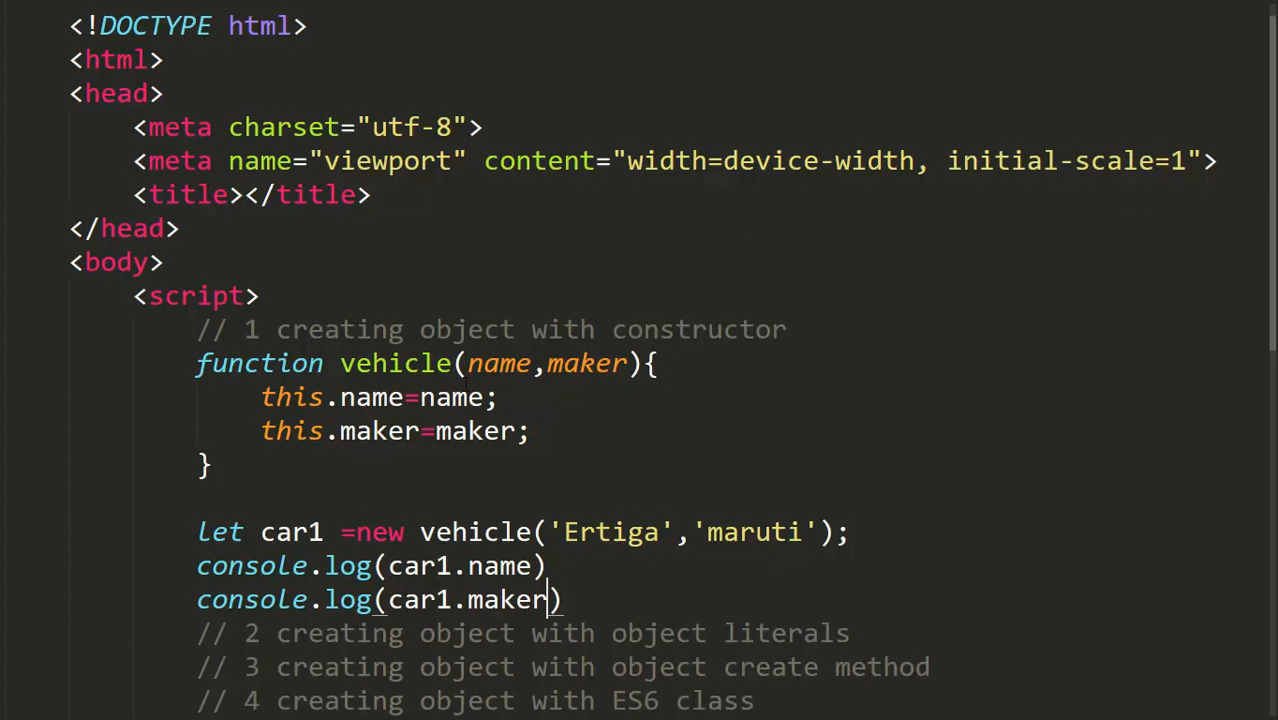 <!DOCTYPE html>
<html>
<head>
<meta charset="utf-8">
<meta name="viewport" content="width=device-width, initial-scale=1">
<title></title>
</head>
<body>
<script>
// 1 creating object with constructor
function vehicle(name,maker){
this.name=name;
this.maker=maker;
}
let car1 =new vehicle('Ertiga','maruti');
console.log(car1.name)
console.log(car1.maker)
// 2 creating object with object literals
// 3 creating object with object create method
// 4 creating object with ES6 class